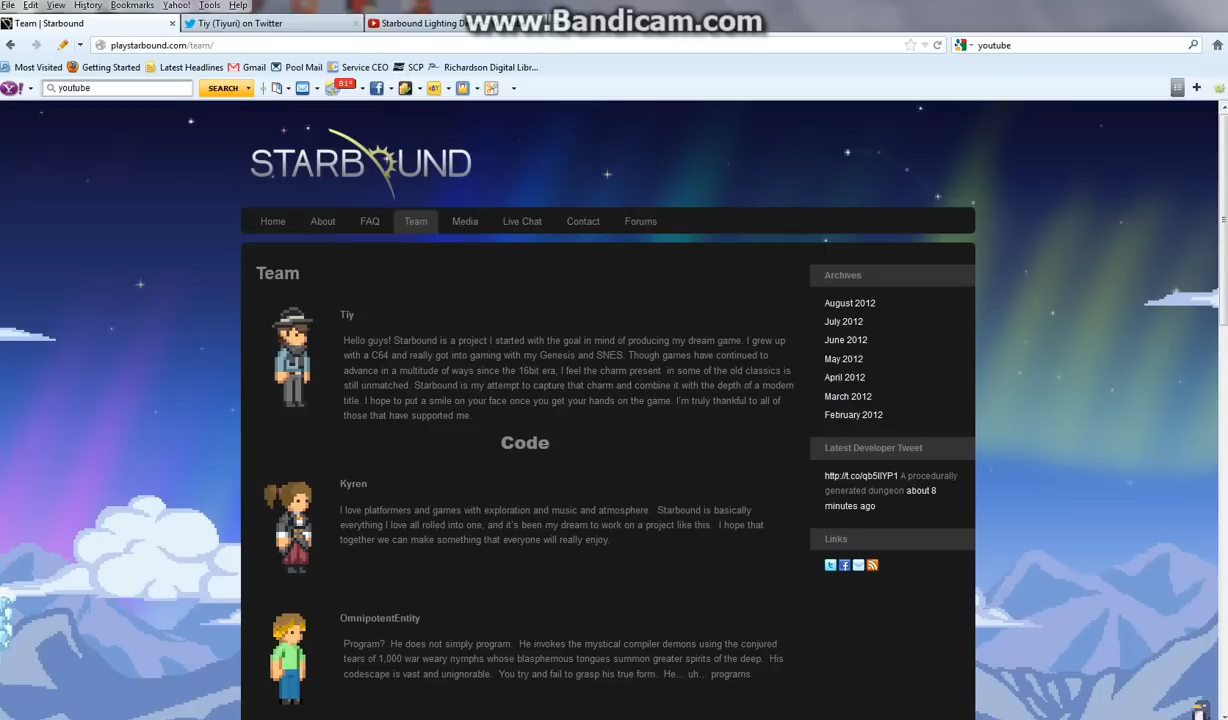 File Edit View History Bookmarks Yahoo! Tools Help
www.Bandicam.com
Team | Starbound
Tiy (Tiyuri) on Twitter
Starbound Lighting D
playstarbound.com/team/
youtube
Most Visited Getting Started Latest Headlines Gmail Pool Mail Service CEO SCP Richardson Digital Libr...
youtube SEARCH 81°
STARBOUND
Home About FAQ Team Media Live Chat Contact Forums
Team
Tiy
Hello guys! Starbound is a project I started with the goal in mind of producing my dream game. I grew up
with a C64 and really got into gaming with my Genesis and SNES. Though games have continued to
advance in a multitude of ways since the 16bit era, I feel the charm present in some of the old classics is
still unmatched. Starbound is my attempt to capture that charm and combine it with the depth of a modern
title. I hope to put a smile on your face once you get your hands on the game. I'm truly thankful to all of
those that have supported me.
Code
Kyren
I love platformers and games with exploration and music and atmosphere. Starbound is basically
everything I love all rolled into one, and it's been my dream to work on a project like this. I hope that
together we can make something that everyone will really enjoy.
OmnipotentEntity
Program? He does not simply program. He invokes the mystical compiler demons using the conjured
tears of 1,000 war weary nymphs whose blasphemous tongues summon greater spirits of the deep. His
codescape is vast and unignorable. You try and fail to grasp his true form. He... uh... programs.
Archives
August 2012
July 2012
June 2012
May 2012
April 2012
March 2012
February 2012
Latest Developer Tweet
A procedurally
generated dungeon about 8
minutes ago
Links